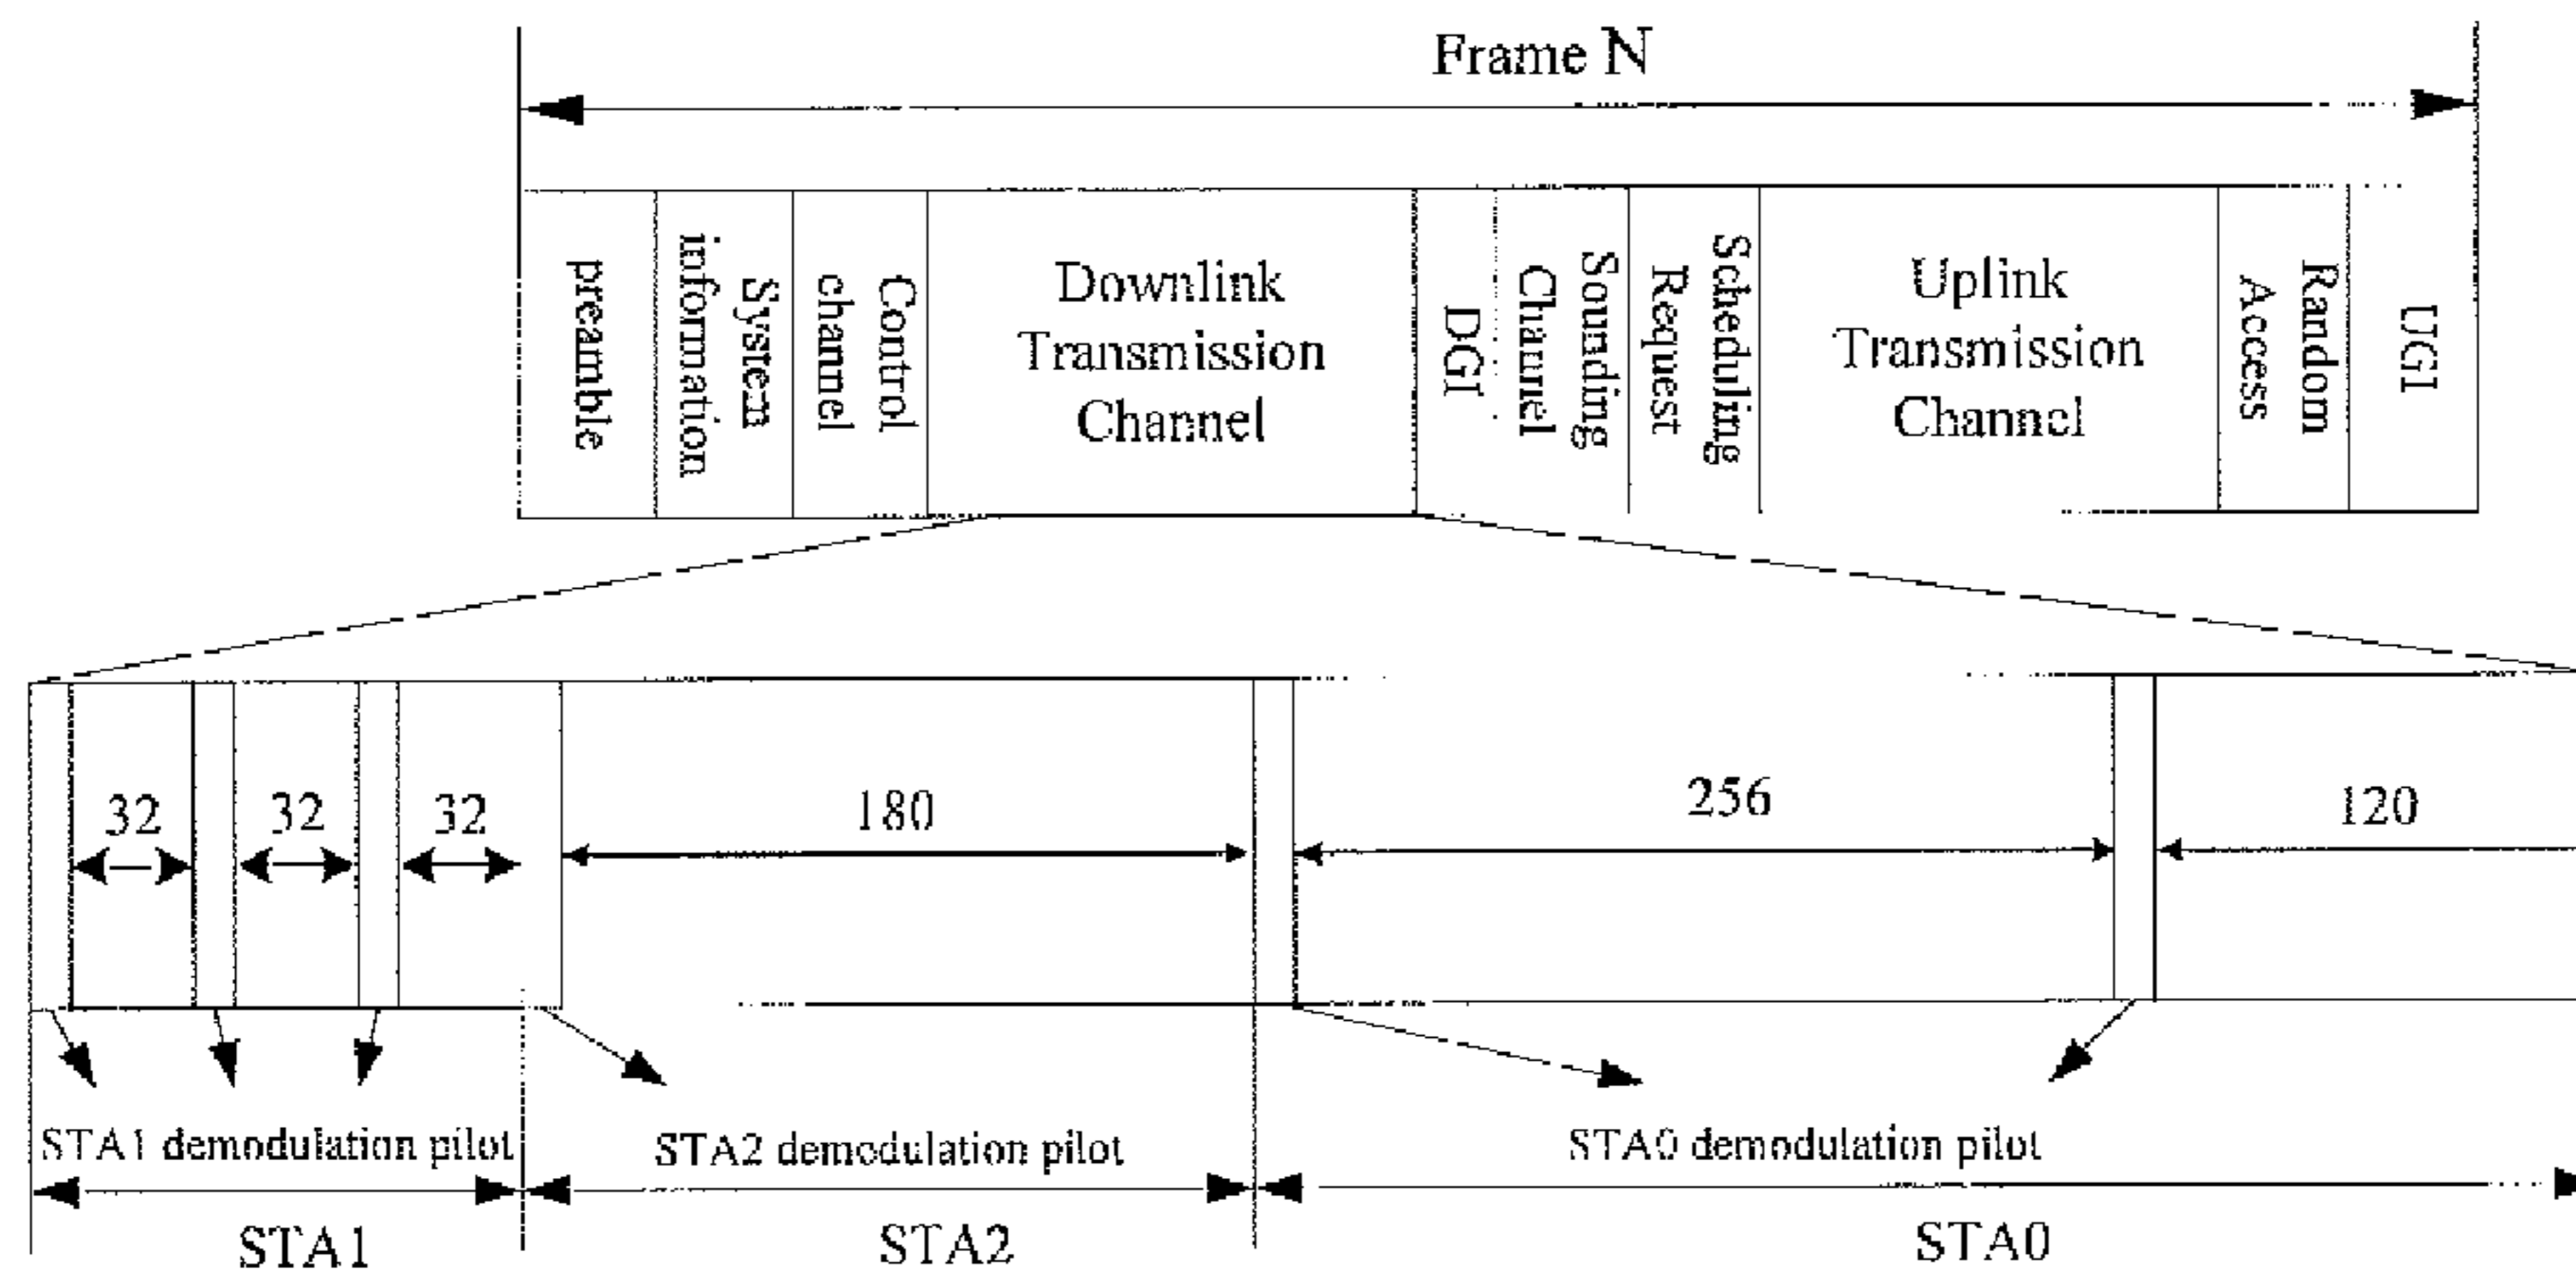 Frame N
preamble
System
information
Control
channel
Downlink
Transmission
Channel
DGI
Sounding
Channel
Scheduling
Request
Uplink
Transmission
Channel
Random
Access
UGI
32
32
32
180
256
120
STA1 demodulation pilot
STA2 demodulation pilot
STA0 demodulation pilot
STA1
STA2
STA0